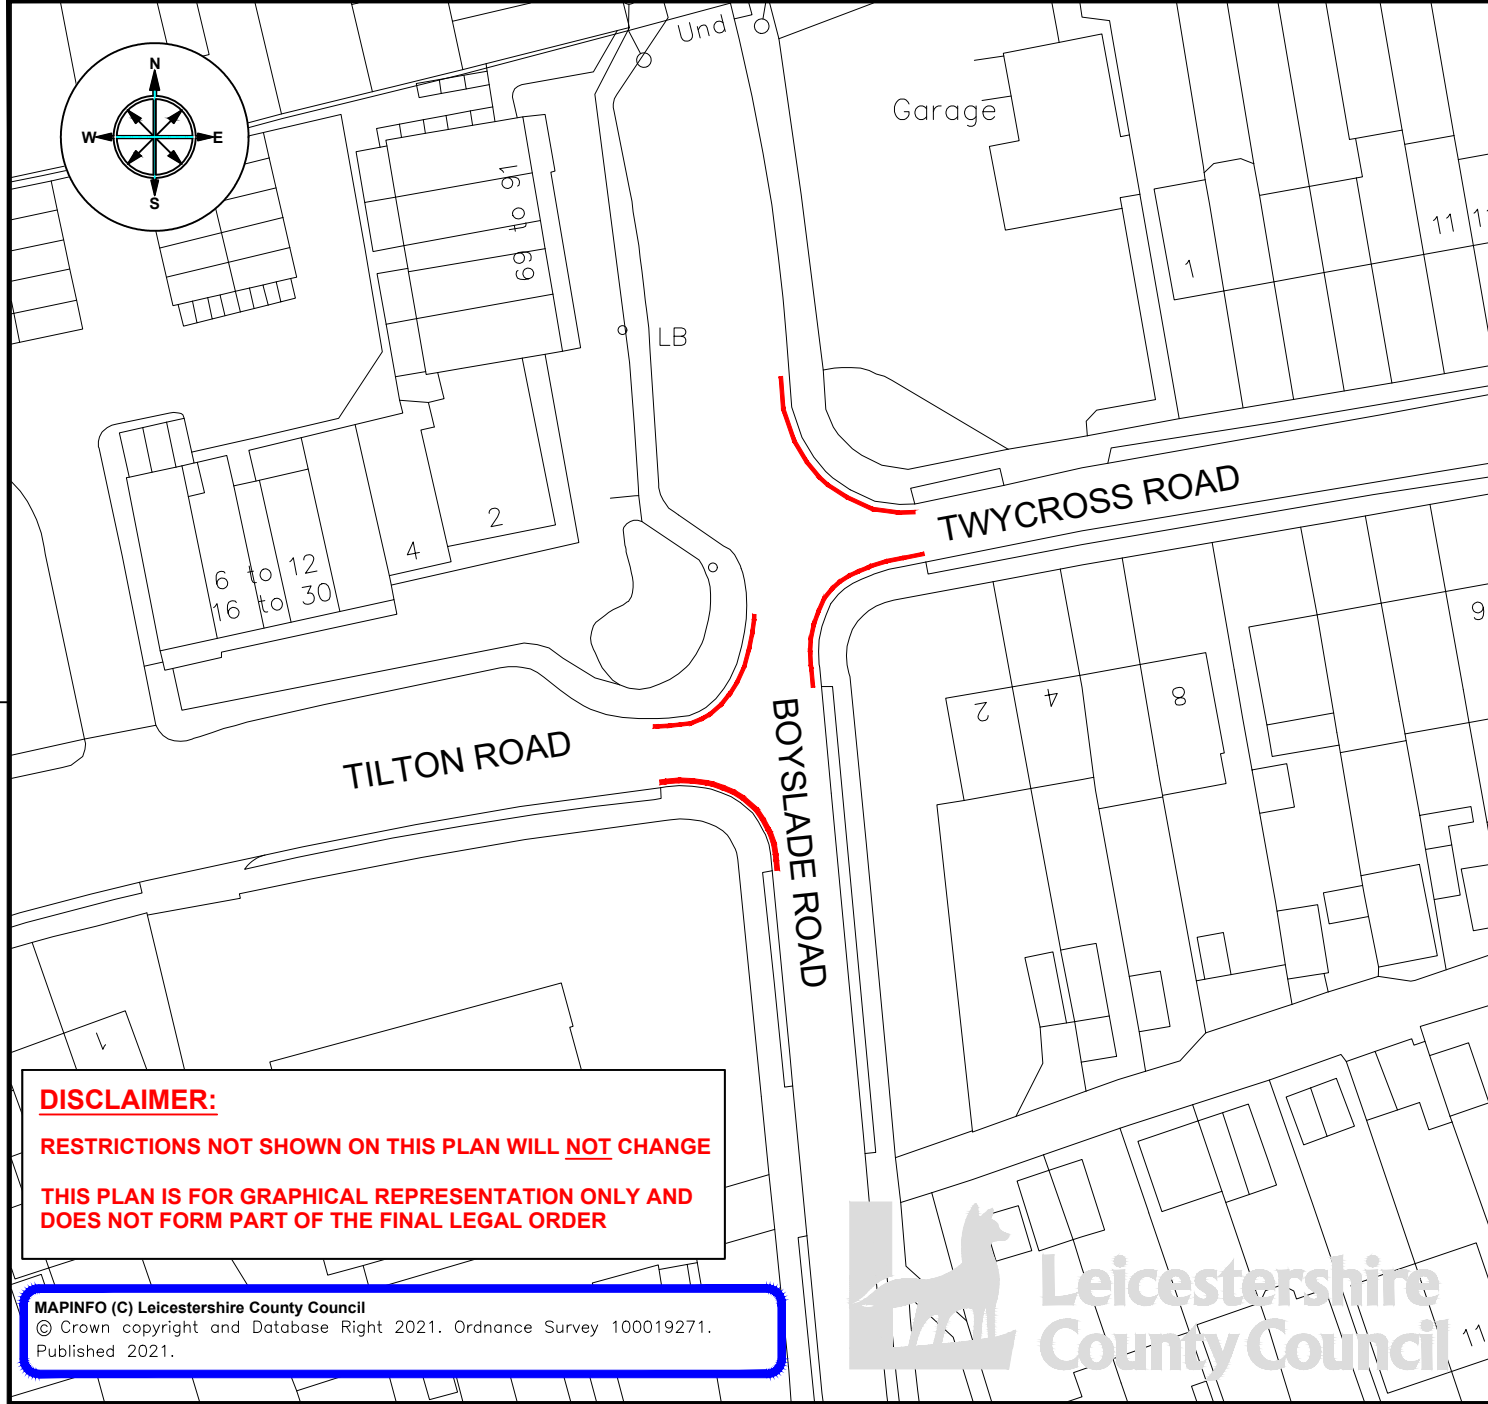 N
W
E
S
Und
Garage
91
to
69
LB
1
11
2
4
6 to 12
16 to 30
TWYCROSS ROAD
TILTON ROAD
BOYSLADE ROAD
2
4
8
9
1
DISCLAIMER:
RESTRICTIONS NOT SHOWN ON THIS PLAN WILL NOT CHANGE
THIS PLAN IS FOR GRAPHICAL REPRESENTATION ONLY AND
DOES NOT FORM PART OF THE FINAL LEGAL ORDER
MAPINFO (C) Leicestershire County Council
© Crown copyright and Database Right 2021. Ordnance Survey 100019271.
Published 2021.
Leicestershire
County Council
11